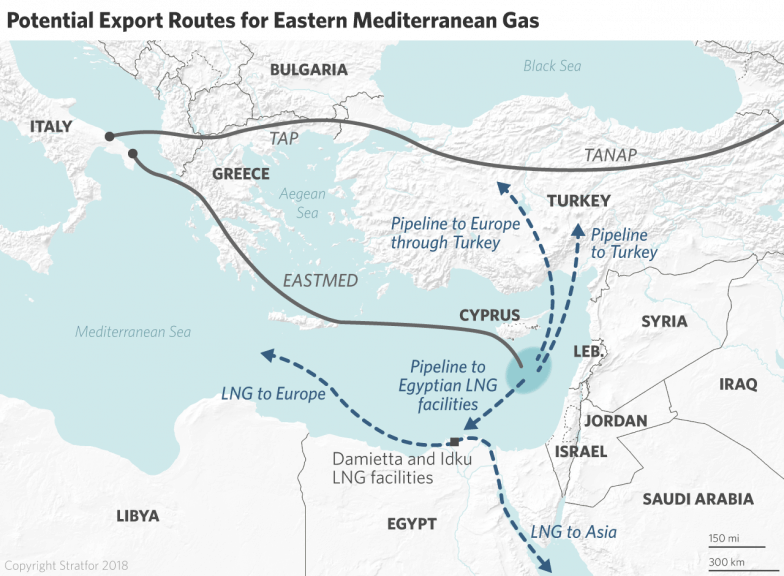 Potential Export Routes for Eastern Mediterranean Gas
BULGARIA
Black Sea
ITALY
TAP
TANAP
GREECE
Aegean
Sea
TURKEY
Pipeline to Europe
through Turkey
Pipeline
to Turkey
EASTMED
CYPRUS
SYRIA
Mediterranean Sea
LEB.
Pipeline to
Egyptian LNG
facilities
IRAQ
LNG to Europe
JORDAN
ISRAEL
Damietta and Idku
LNG facilities
SAUDI ARABIA
LIBYA
EGYPT
LNG to Asia
150 mi
300 km
Copyright Stratfor 2018